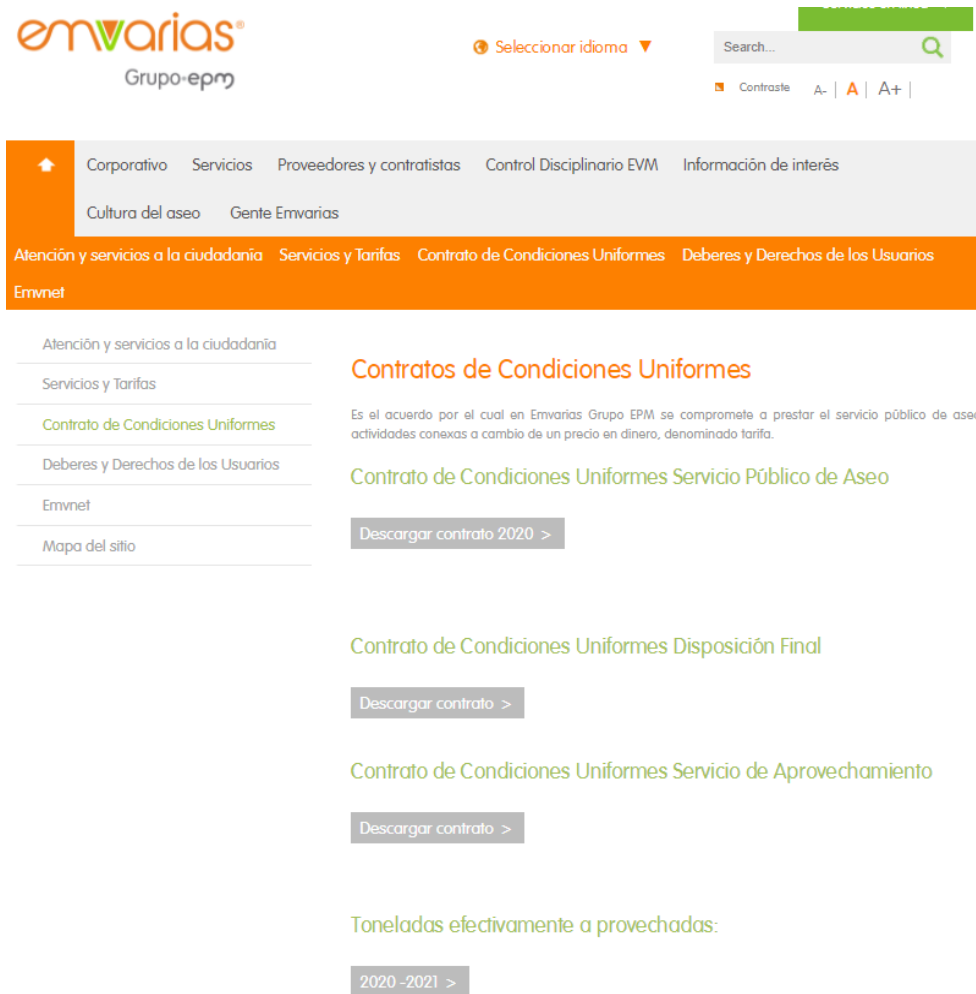 emvarias®
Grupo·epm
Seleccionar idioma ▼
Search...
Contraste A- | A | A+ |
Corporativo Servicios Proveedores y contratistas Control Disciplinario EVM Información de interés
Cultura del aseo Gente Emvarias
Atención y servicios a la ciudadanía Servicios y Tarifas Contrato de Condiciones Uniformes Deberes y Derechos de los Usuarios
Emvnet
Atención y servicios a la ciudadanía
Servicios y Tarifas
Contrato de Condiciones Uniformes
Deberes y Derechos de los Usuarios
Emvnet
Mapa del sitio
Contratos de Condiciones Uniformes
Es el acuerdo por el cual en Emvarias Grupo EPM se compromete a prestar el servicio público de aseo
actividades conexas a cambio de un precio en dinero, denominado tarifa.
Contrato de Condiciones Uniformes Servicio Público de Aseo
Descargar contrato 2020 >
Contrato de Condiciones Uniformes Disposición Final
Descargar contrato >
Contrato de Condiciones Uniformes Servicio de Aprovechamiento
Descargar contrato >
Toneladas efectivamente a provechadas:
2020 -2021 >